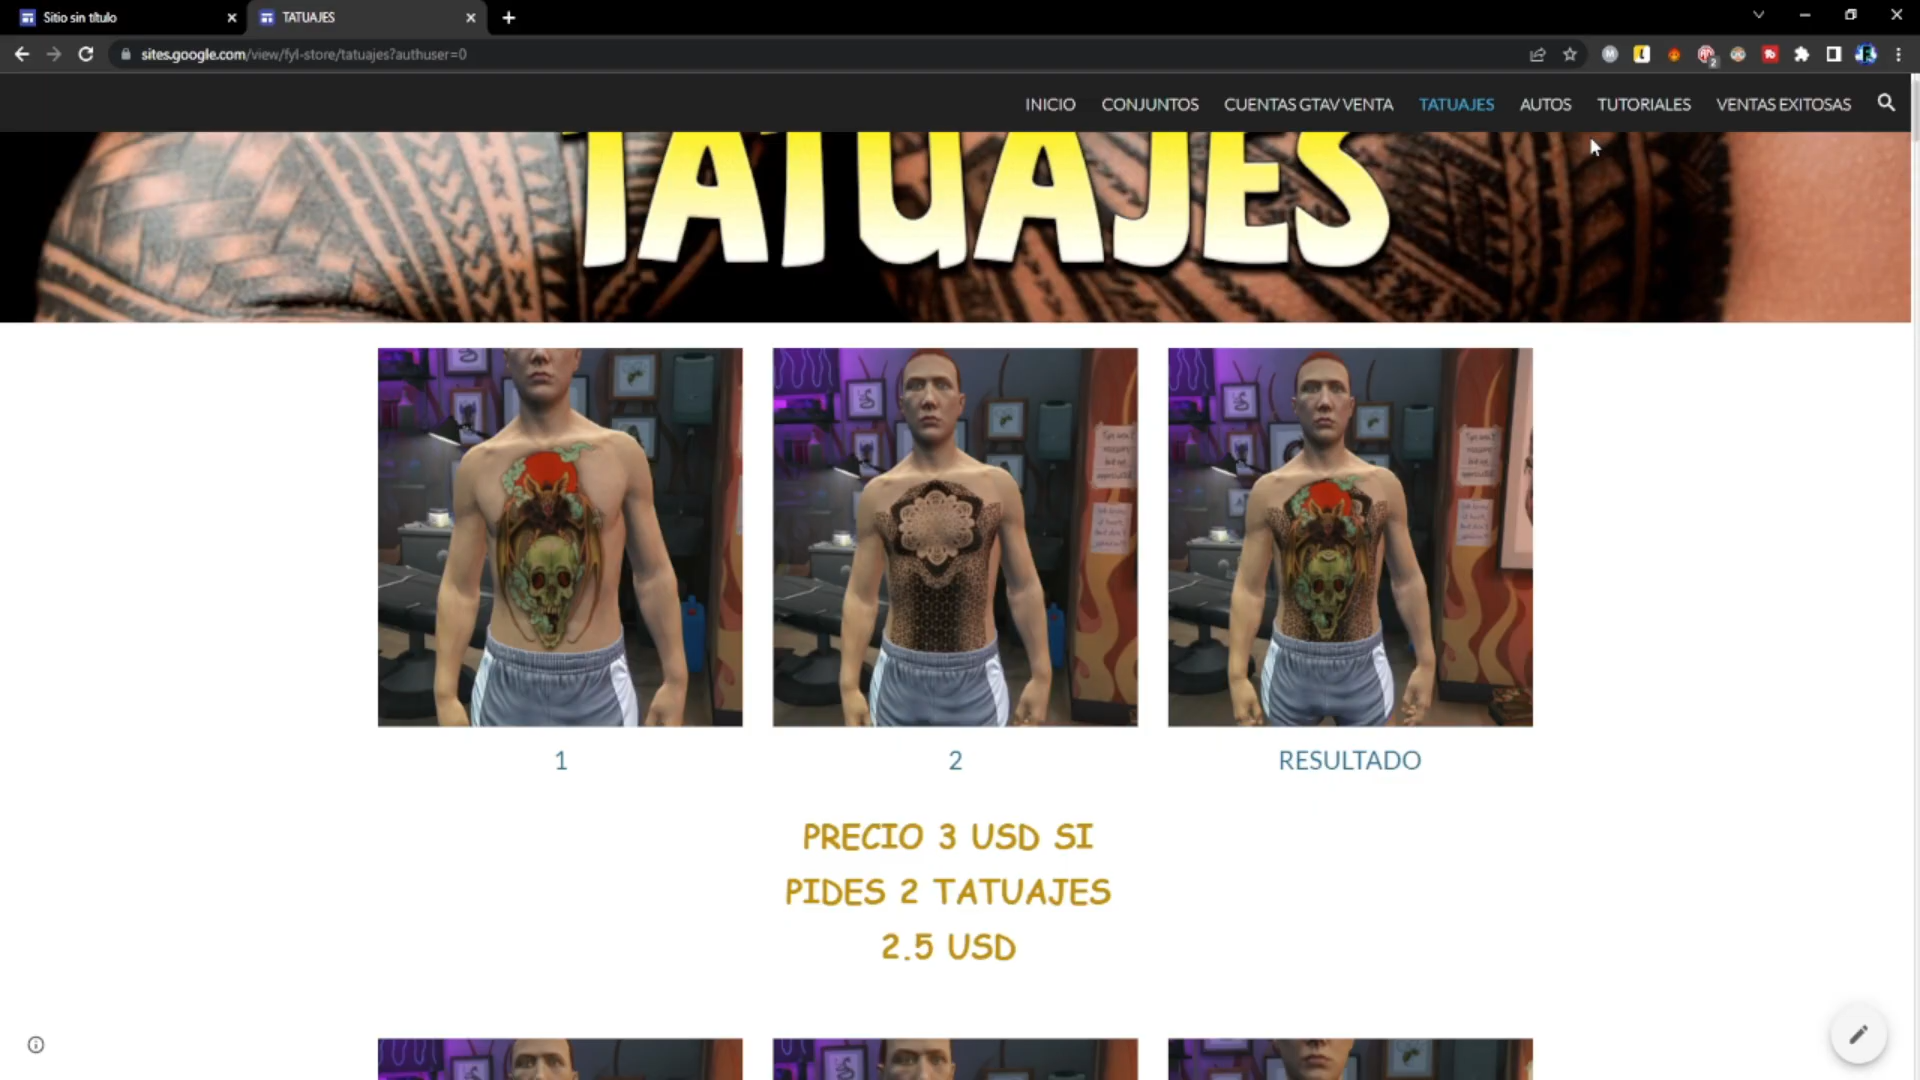 Sitio sin título
TATUAJES
sites.google.com/view/fyl-store/tatuajes?authuser=0
2
INICIO CONJUNTOS CUENTAS GTAV VENTA TATUAJES AUTOS TUTORIALES VENTAS EXITOSAS
TATUAJES
1
2
RESULTADO
PRECIO 3 USD SI
PIDES 2 TATUAJES
2.5 USD